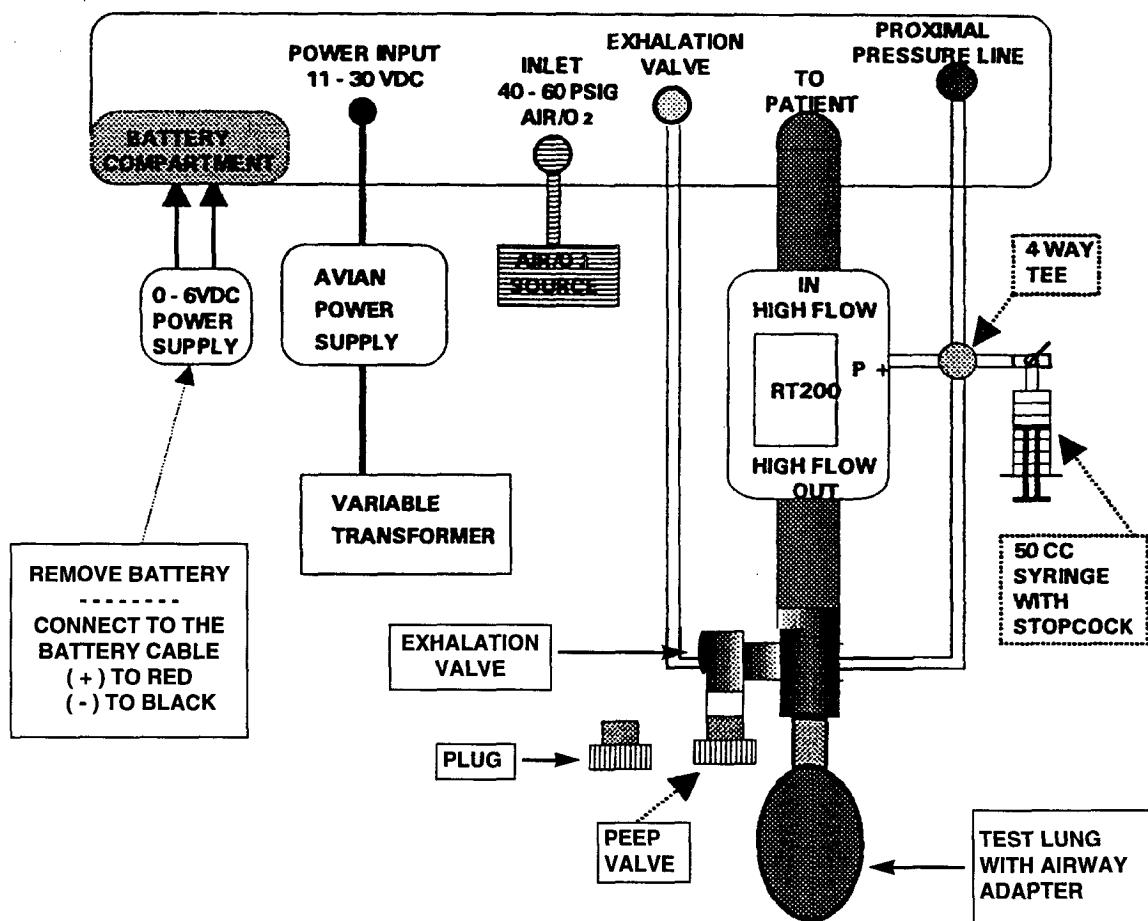 POWER INPUT
11 - 30 VDC
INLET
40 - 60 PSIG
AIR/O 2
EXHALATION
VALVE
TO
PATIENT
PROXIMAL
PRESSURE LINE
BATTERY
COMPARTMENT
0 - 6VDC
POWER
SUPPLY
AVIAN
POWER
SUPPLY
AIR/O 2
SOURCE
IN
HIGH FLOW
P +
RT200
HIGH FLOW
OUT
4 WAY
TEE
VARIABLE
TRANSFORMER
REMOVE BATTERY
--------
CONNECT TO THE
BATTERY CABLE
( + ) TO RED
( - ) TO BLACK
50 CC
SYRINGE
WITH
STOPCOCK
EXHALATION
VALVE
PLUG
PEEP
VALVE
TEST LUNG
WITH AIRWAY
ADAPTER